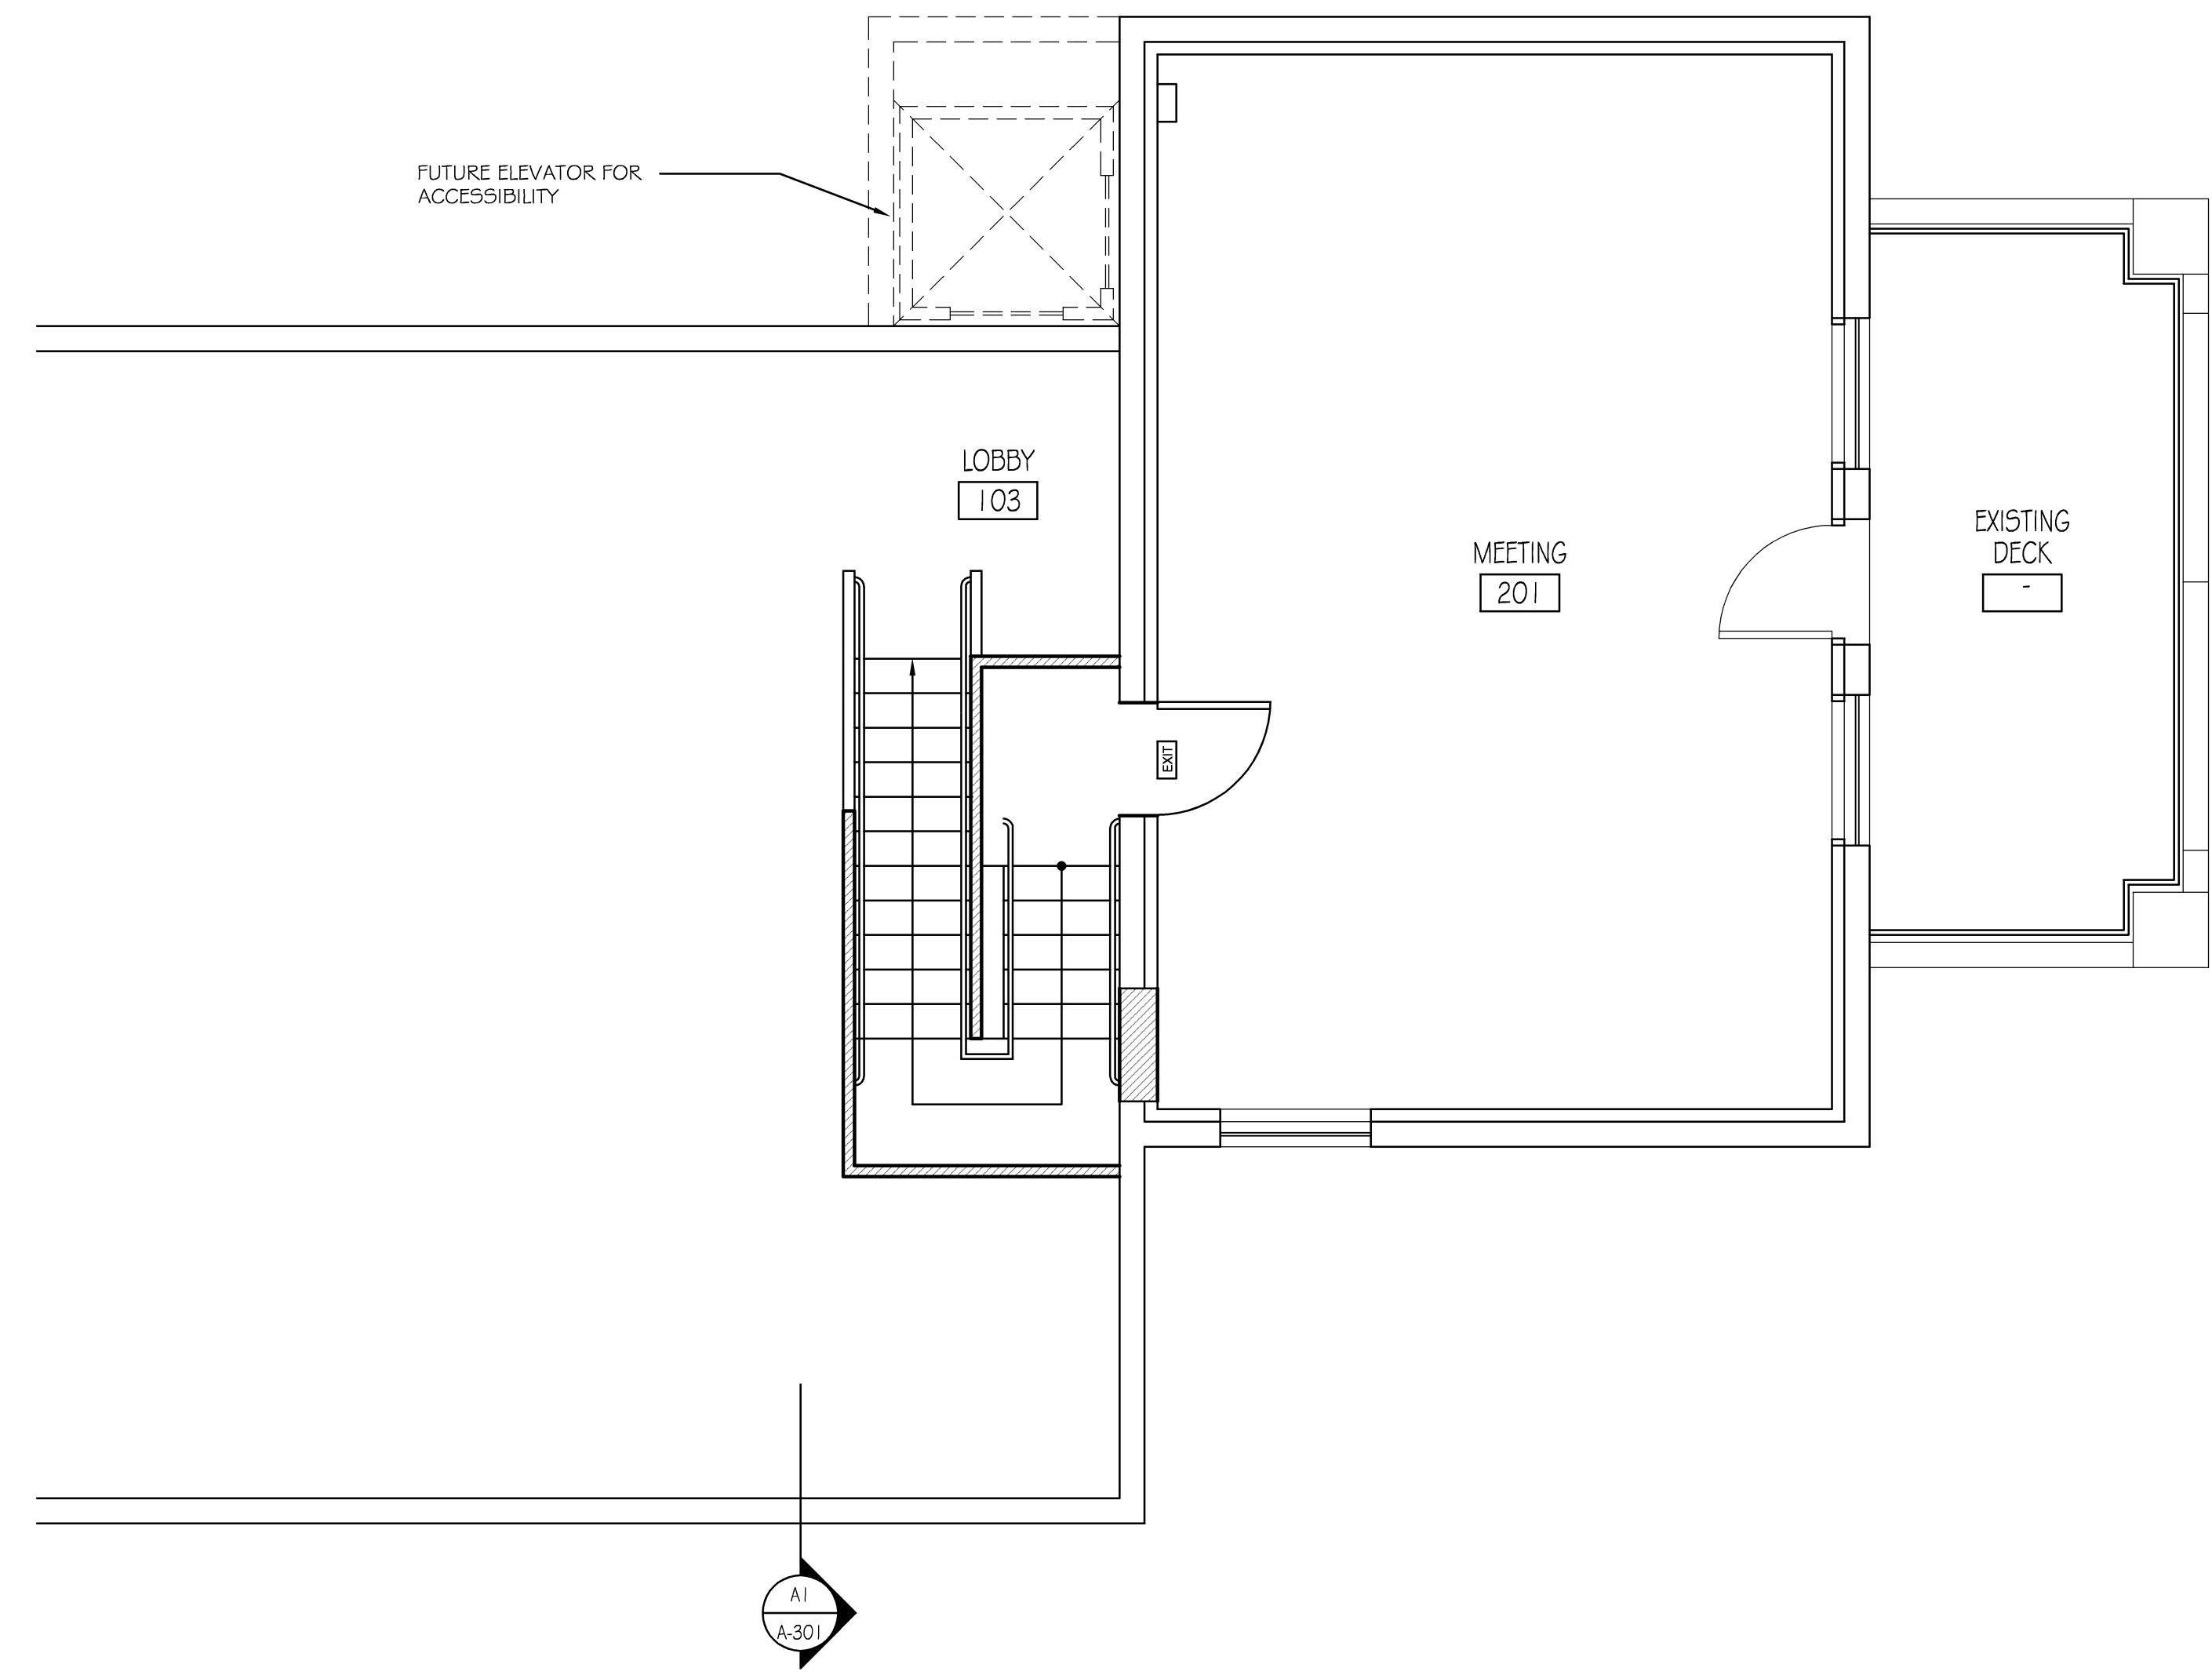 FUTURE ELEVATOR FOR
ACCESSIBILITY
LOBBY
103
MEETING
201
EXISTING
DECK
-
EXIT
A1
A-301